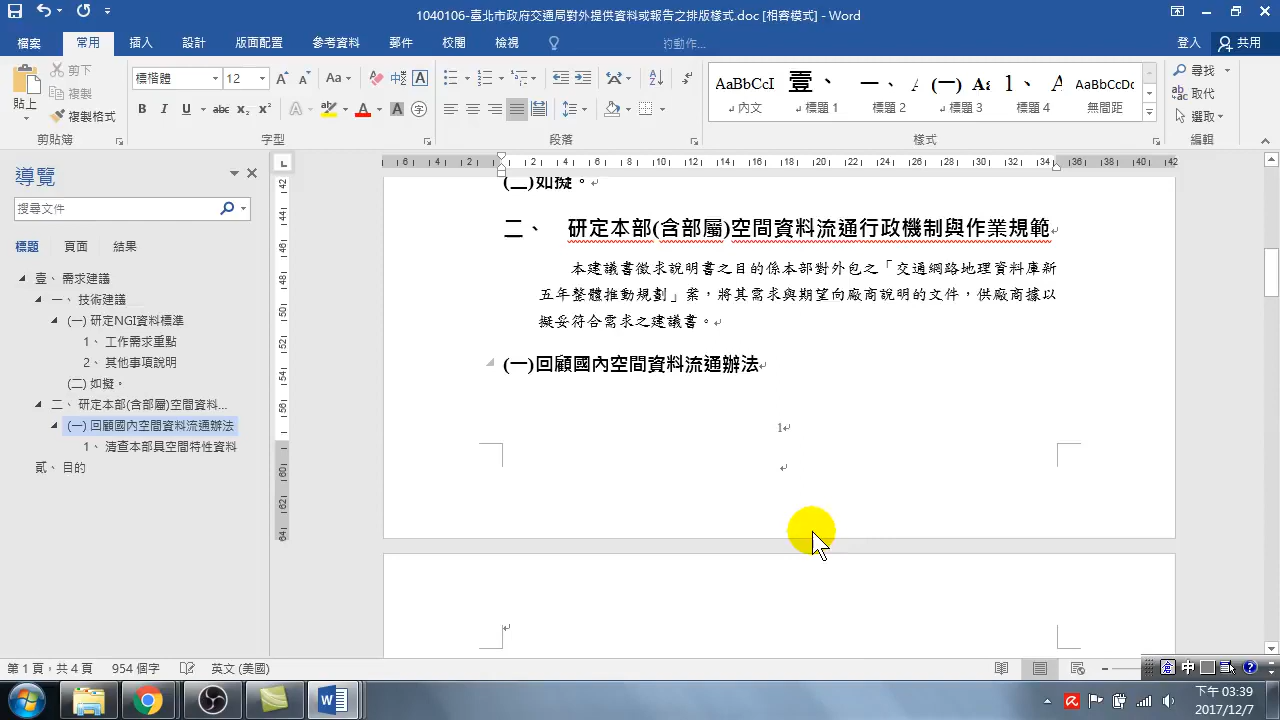 1040106-臺北市政府交通局對外提供資料或報告之排版樣式.doc [相容模式] - Word
檔案 常用 插入 設計 版面配置 參考資料 郵件 校閱 檢視 登入 共用
貼上 剪下 複製 複製格式
標楷體 12
AaBbCcI 壹、 一、 (一) 1、 AaBbCcDc
內文 標題 1 標題 2 標題 3 標題 4 無間距
尋找 取代 選取
剪貼簿 字型 段落 樣式 編輯
導覽
搜尋文件
標題 頁面 結果
壹、 需求建議
一、 技術建議
(一) 研定NGI資料標準
1、 工作需求重點
2、 其他事項說明
(二) 如擬。
二、 研定本部(含部屬)空間資料...
(一) 回顧國內空間資料流通辦法
1、 清查本部具空間特性資料
貳、 目的
(二)如擬。
二、 研定本部(含部屬)空間資料流通行政機制與作業規範
本建議書徵求說明書之目的係本部對外包之「交通網路地理資料庫新
五年整體推動規劃」案，將其需求與期望向廠商說明的文件，供廠商據以
擬妥符合需求之建議書。
(一)回顧國內空間資料流通辦法
1
第 1 頁，共 4 頁 954 個字 英文 (美國)
下午 03:39
2017/12/7